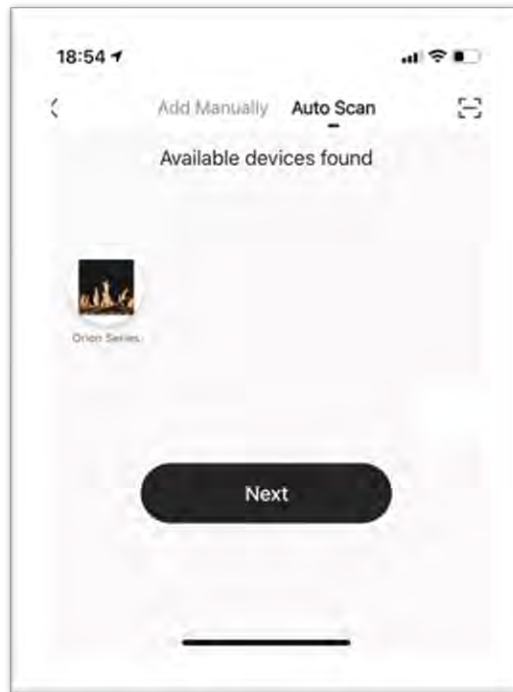 18:54
Add Manually Auto Scan
Available devices found
Orion Series
Next